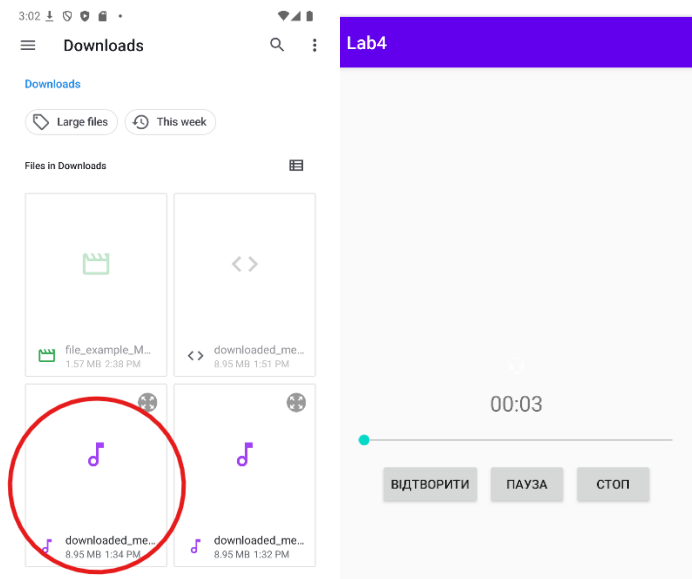 3:02
Downloads
Downloads
Large files
This week
Files in Downloads
file_example_M...
1.57 MB 2:38 PM
downloaded_me...
8.95 MB 1:51 PM
downloaded_me...
8.95 MB 1:34 PM
downloaded_me...
8.95 MB 1:32 PM
Lab4
00:03
ВІДТВОРИТИ ПАУЗА СТОП